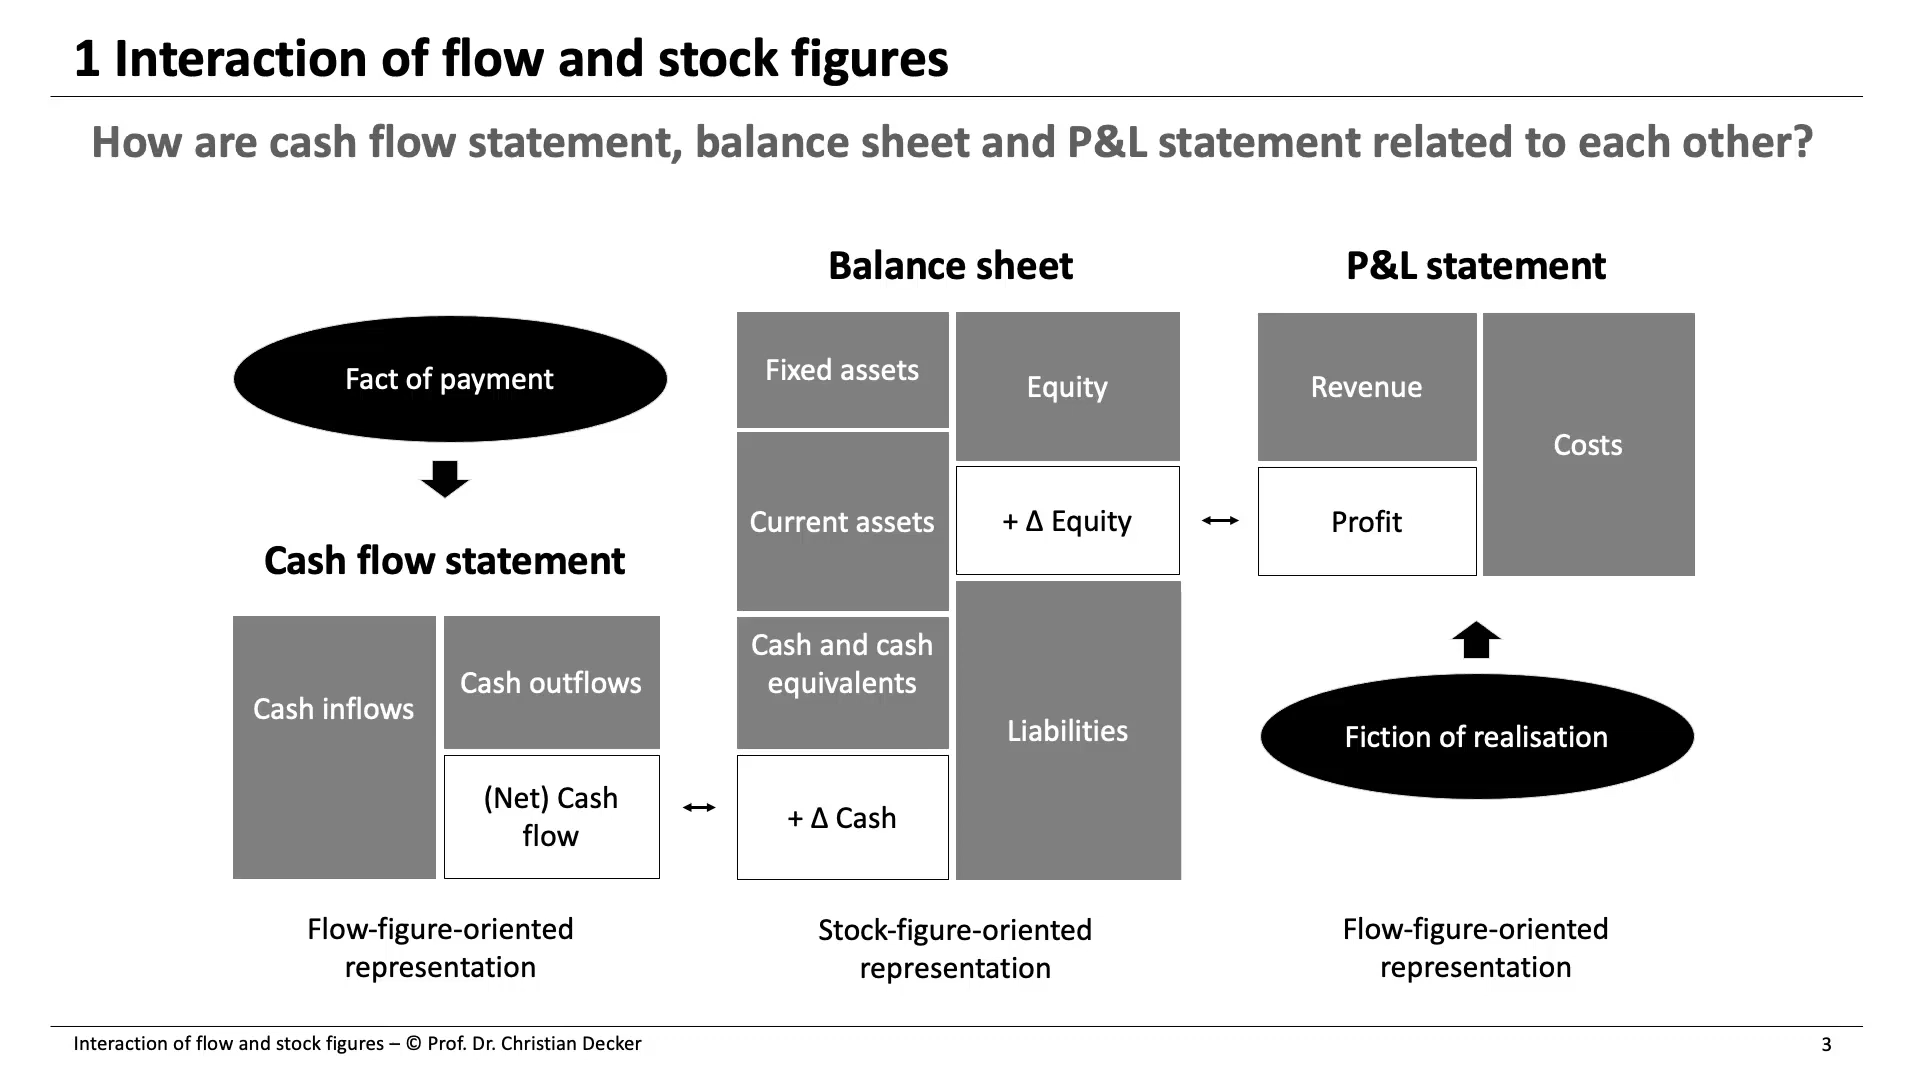 1 Interaction of flow and stock figures
How are cash flow statement, balance sheet and P&L statement related to each other?
Fact of payment
Cash flow statement
Cash inflows
Cash outflows
(Net) Cash
flow
Flow-figure-oriented
representation
Balance sheet
Fixed assets
Current assets
Cash and cash
equivalents
+ Δ Cash
Equity
+ Δ Equity
Liabilities
Stock-figure-oriented
representation
P&L statement
Revenue
Profit
Costs
Fiction of realisation
Flow-figure-oriented
representation
Interaction of flow and stock figures – © Prof. Dr. Christian Decker
3